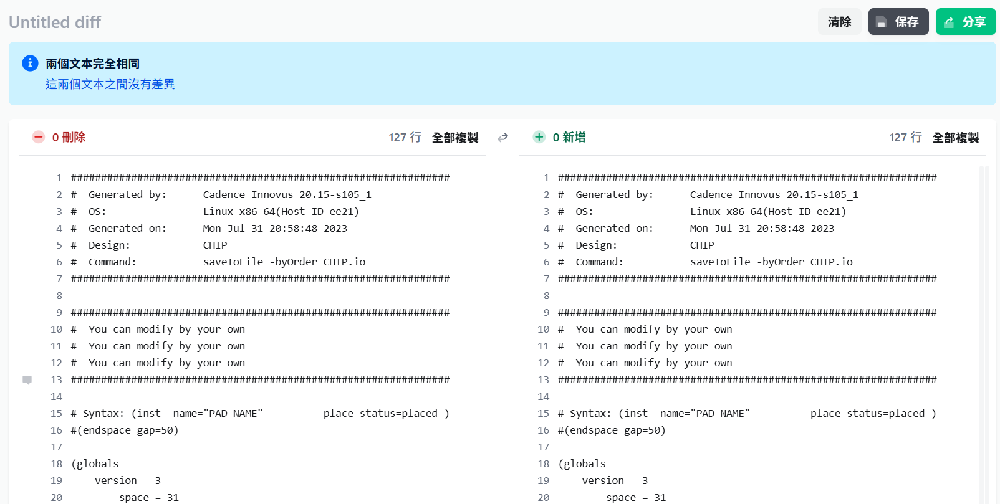 Untitled diff
清除 保存 分享
兩個文本完全相同
這兩個文本之間沒有差異
0 刪除 127 行 全部複製
1 ###############################################################
2 #  Generated by:      Cadence Innovus 20.15-s105_1
3 #  OS:                Linux x86_64(Host ID ee21)
4 #  Generated on:      Mon Jul 31 20:58:48 2023
5 #  Design:            CHIP
6 #  Command:           saveIoFile -byOrder CHIP.io
7 ###############################################################
8
9 ###############################################################
10 #  You can modify by your own
11 #  You can modify by your own
12 #  You can modify by your own
13 ###############################################################
14
15 # Syntax: (inst  name="PAD_NAME"          place_status=placed )
16 #(endspace gap=50)
17
18 (globals
19     version = 3
20         space = 31
0 新增 127 行 全部複製
1 ###############################################################
2 #  Generated by:      Cadence Innovus 20.15-s105_1
3 #  OS:                Linux x86_64(Host ID ee21)
4 #  Generated on:      Mon Jul 31 20:58:48 2023
5 #  Design:            CHIP
6 #  Command:           saveIoFile -byOrder CHIP.io
7 ###############################################################
8
9 ###############################################################
10 #  You can modify by your own
11 #  You can modify by your own
12 #  You can modify by your own
13 ###############################################################
14
15 # Syntax: (inst  name="PAD_NAME"          place_status=placed )
16 #(endspace gap=50)
17
18 (globals
19     version = 3
20         space = 31